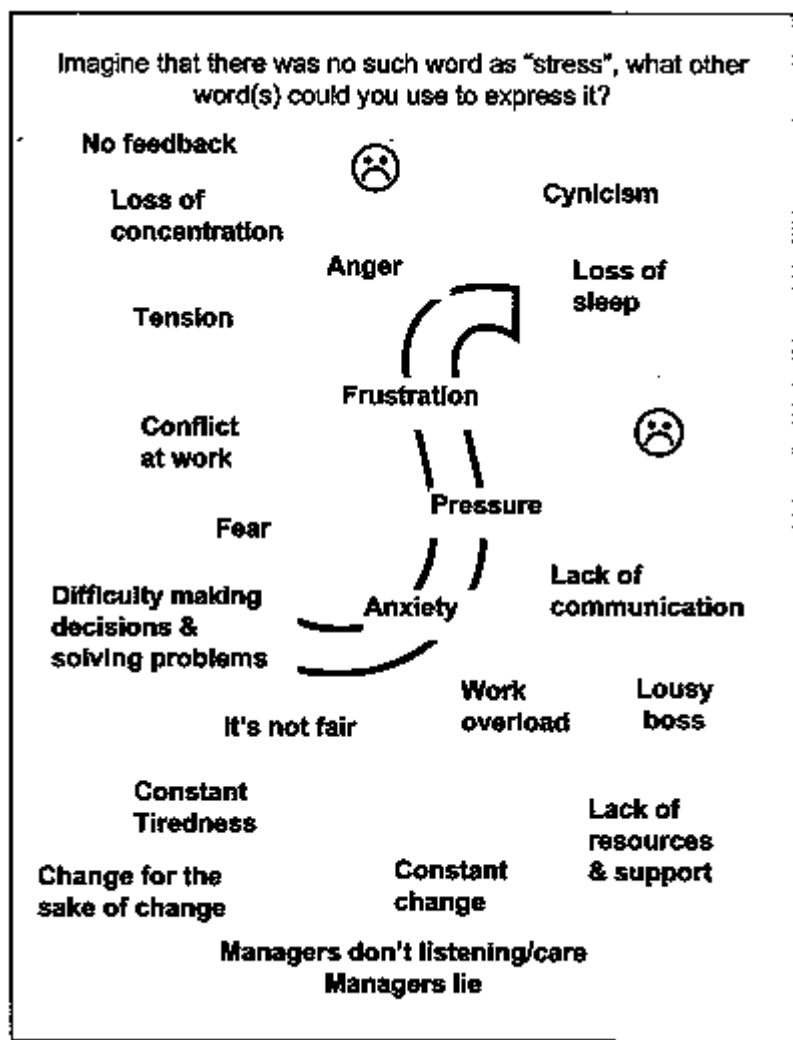 Imagine that there was no such word as "stress", what other
word(s) could you use to express it?
No feedback
Cynicism
Loss of
concentration
Anger
Loss of
sleep
Tension
Frustration
Conflict
at work
Pressure
Fear
Lack of
communication
Difficulty making
decisions &
solving problems
Anxiety
Work
overload
Lousy
boss
It's not fair
Constant
Tiredness
Lack of
resources
& support
Change for the
sake of change
Constant
change
Managers don't listening/care
Managers lie